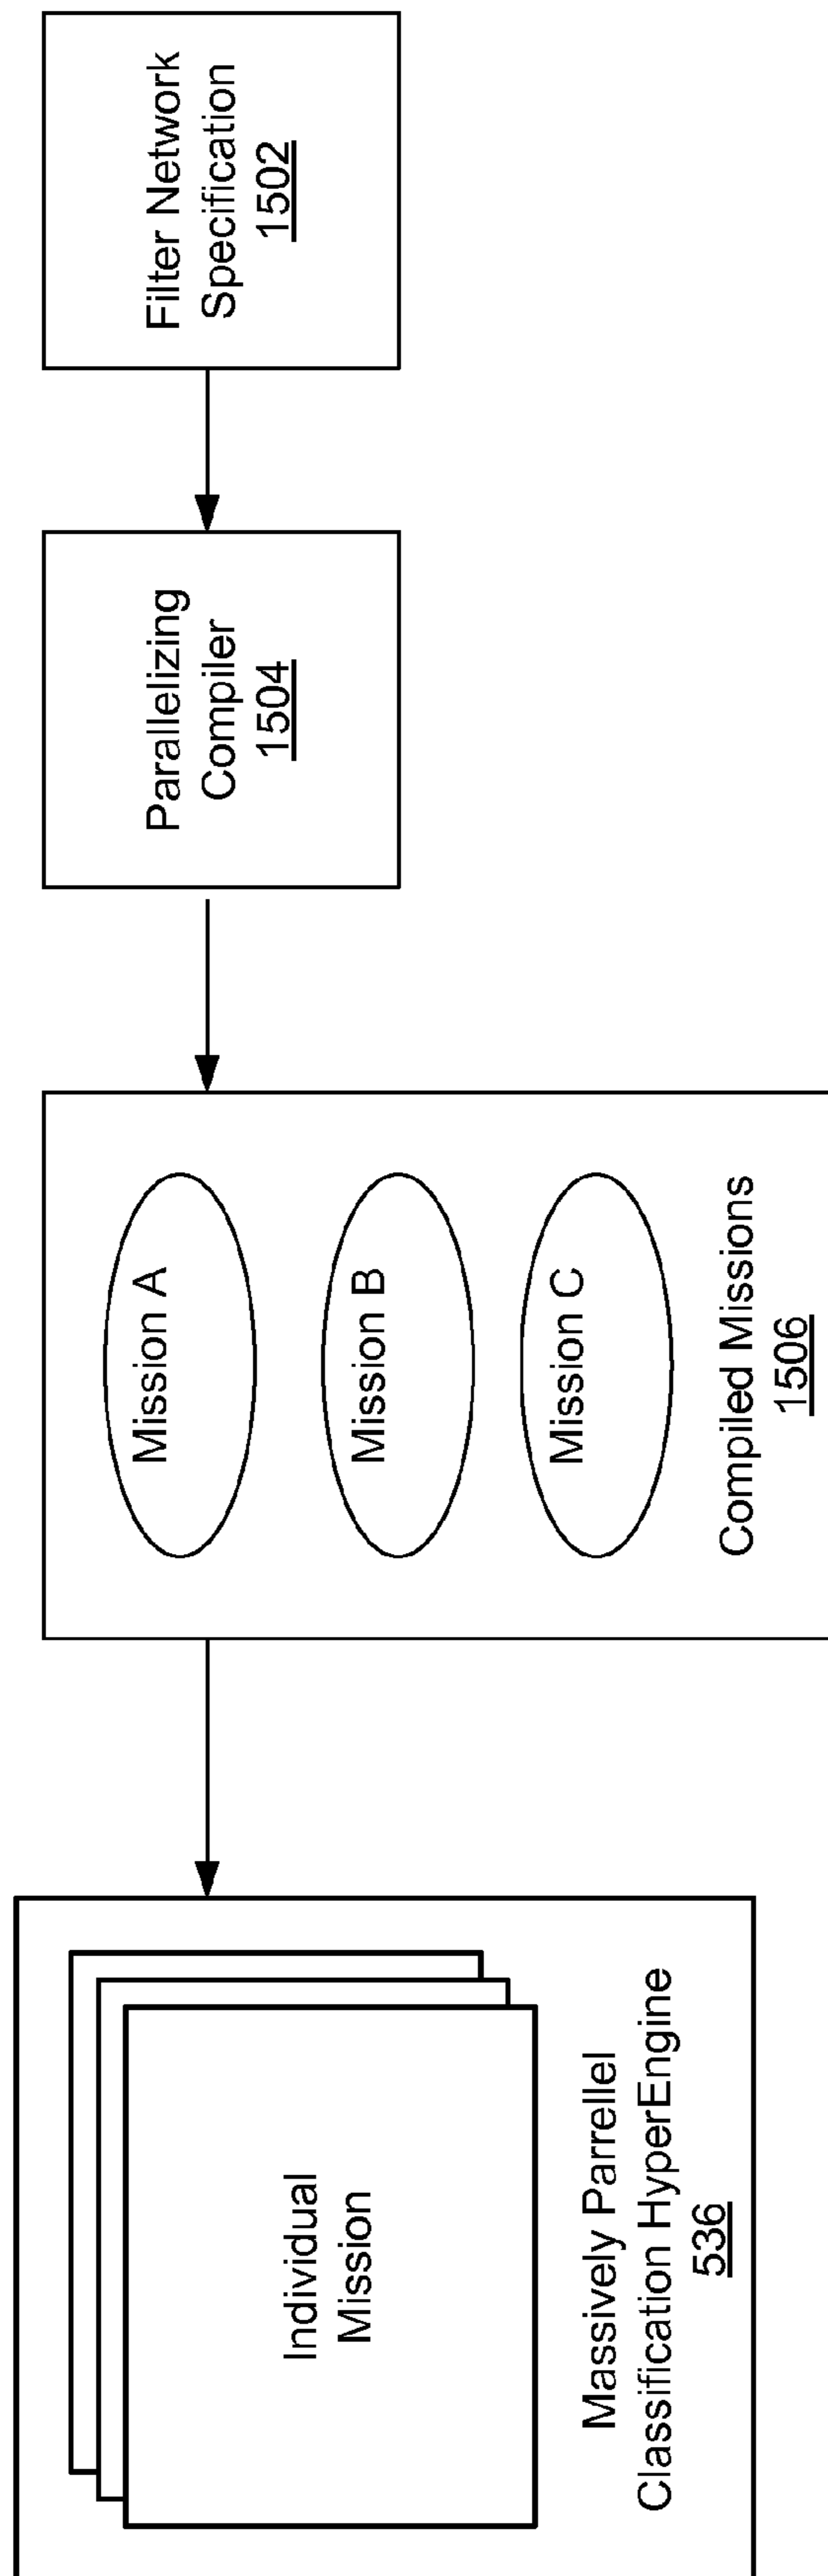 Filter Network
Specification
1502
Parallelizing
Compiler
1504
Mission A
Mission B
Mission C
Compiled Missions
1506
Individual
Mission
Massively Parrellel
Classification HyperEngine
536